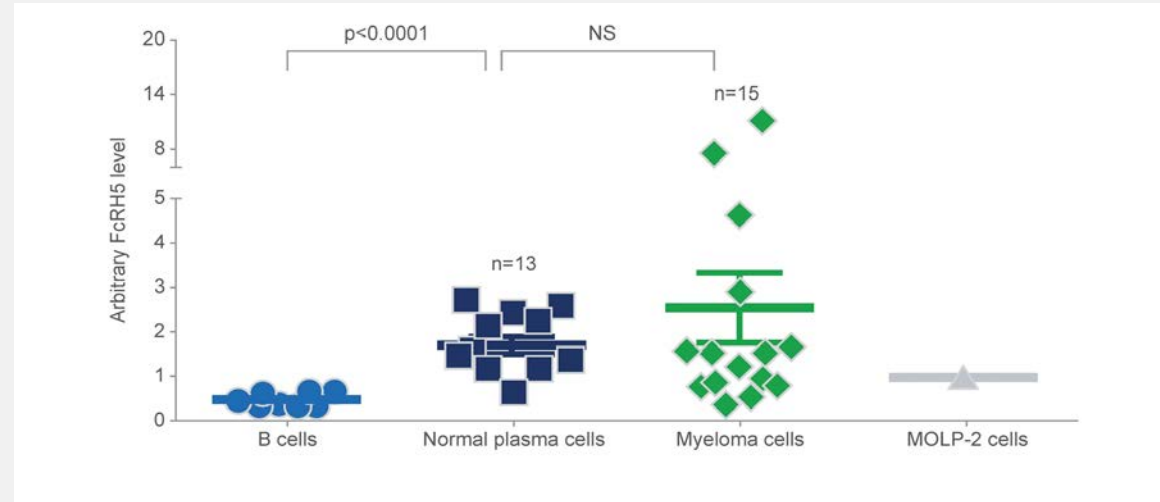 p<0.0001
NS
20
14
8
5
4
3
2
1
0
Arbitrary FcRH5 level
n=15
n=13
B cells
Normal plasma cells
Myeloma cells
MOLP-2 cells